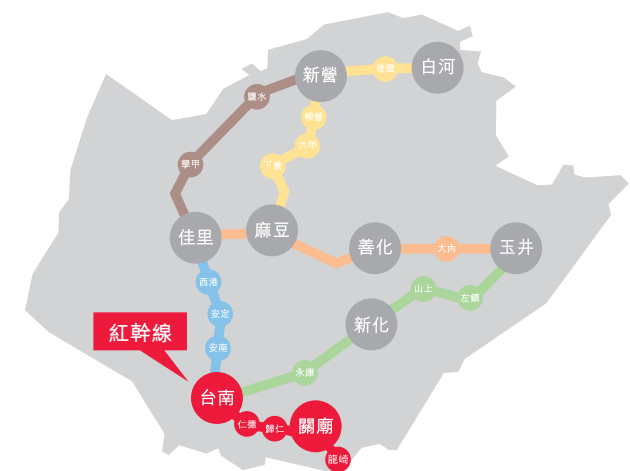 新營
後壁
白河
鹽水
柳營
六甲
下營
學甲
佳里
麻豆
善化
大內
玉井
西港
山上
左鎮
安定
新化
紅幹線
安南
永康
台南
仁德
歸仁
關廟
龍崎